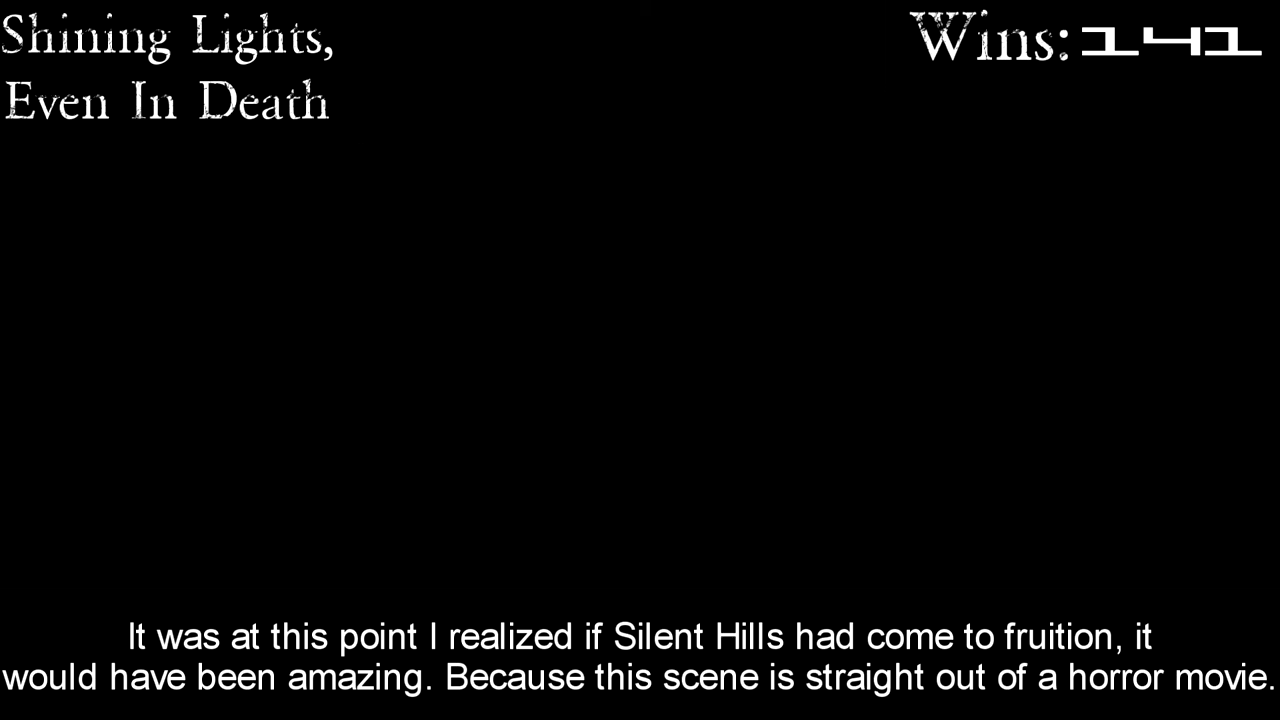 Shining Lights,
Even In Death
Wins: 141
It was at this point I realized if Silent Hills had come to fruition, it
would have been amazing. Because this scene is straight out of a horror movie.